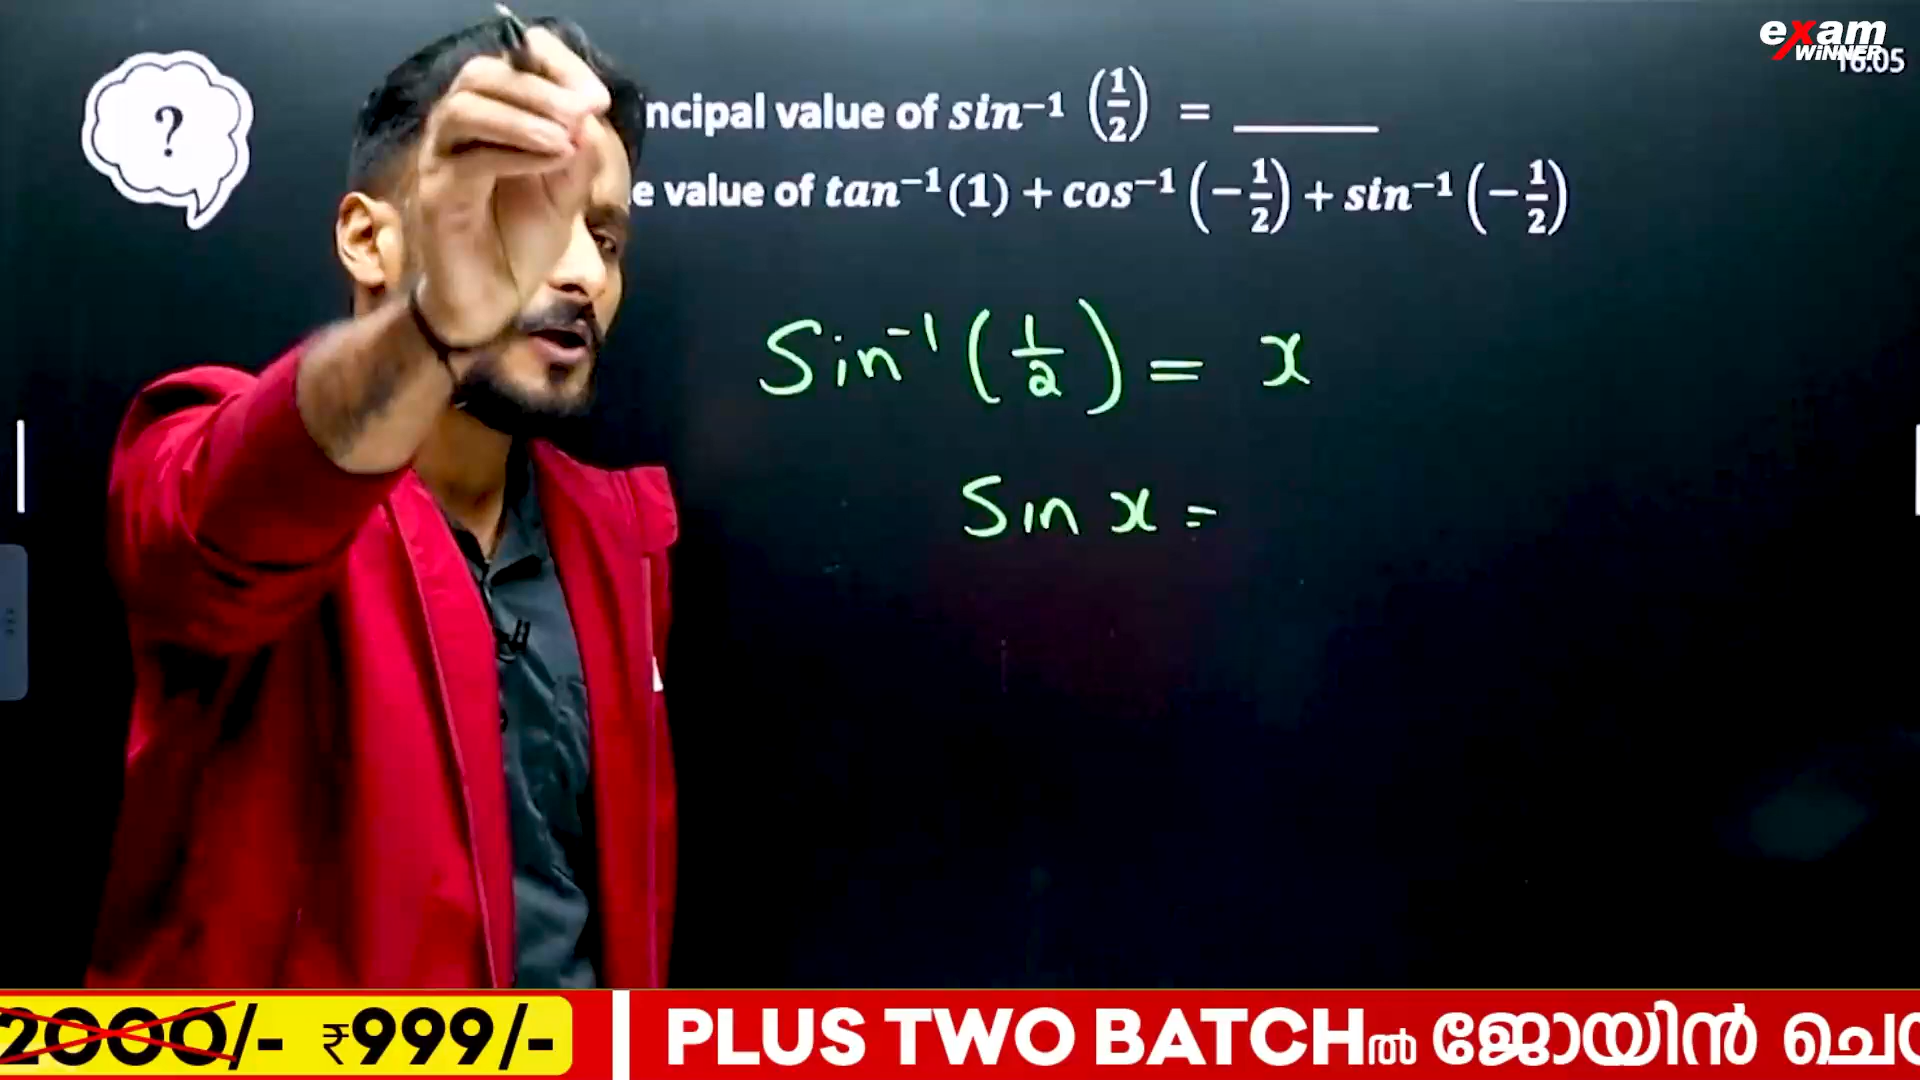 exam
WiNNER
16:05
?
ncipal value of sin⁻¹ (1/2) = ______
e value of tan⁻¹(1) + cos⁻¹ (−1/2) + sin⁻¹ (−1/2)
Sin⁻¹ (1/2) = x
Sin x =
2000/- ₹999/- PLUS TWO BATCHൽ ജോയിൻ ചെ